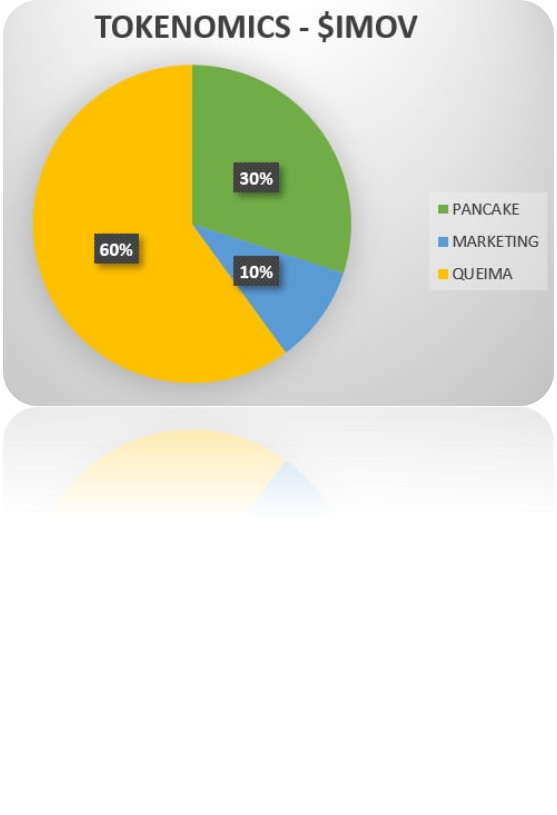 TOKENOMICS - $IMOV
30%
60%
10%
PANCAKE
MARKETING
QUEIMA